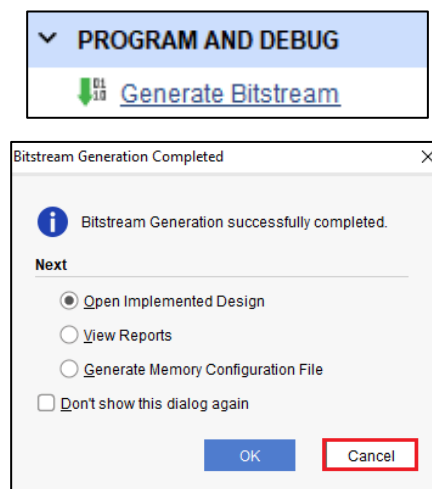 PROGRAM AND DEBUG
01
10
Generate Bitstream
Bitstream Generation Completed
Bitstream Generation successfully completed.
Next
Open Implemented Design
View Reports
Generate Memory Configuration File
Don't show this dialog again
OK Cancel